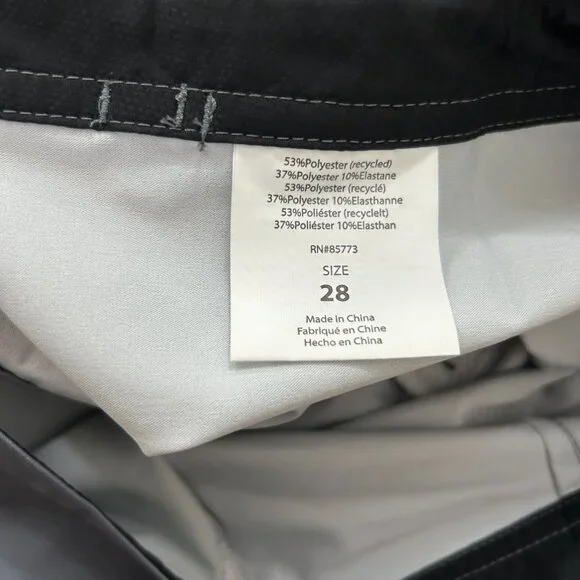 53%Polyester (recycled)
37%Polyester 10%Elastane
53%Polyester (recyclé)
37%Polyester 10%Elasthanne
53%Poliéster (recyclelt)
37%Poliéster 10%Elasthan
RN#85773
SIZE
28
Made in China
Fabriqué en Chine
Hecho en China